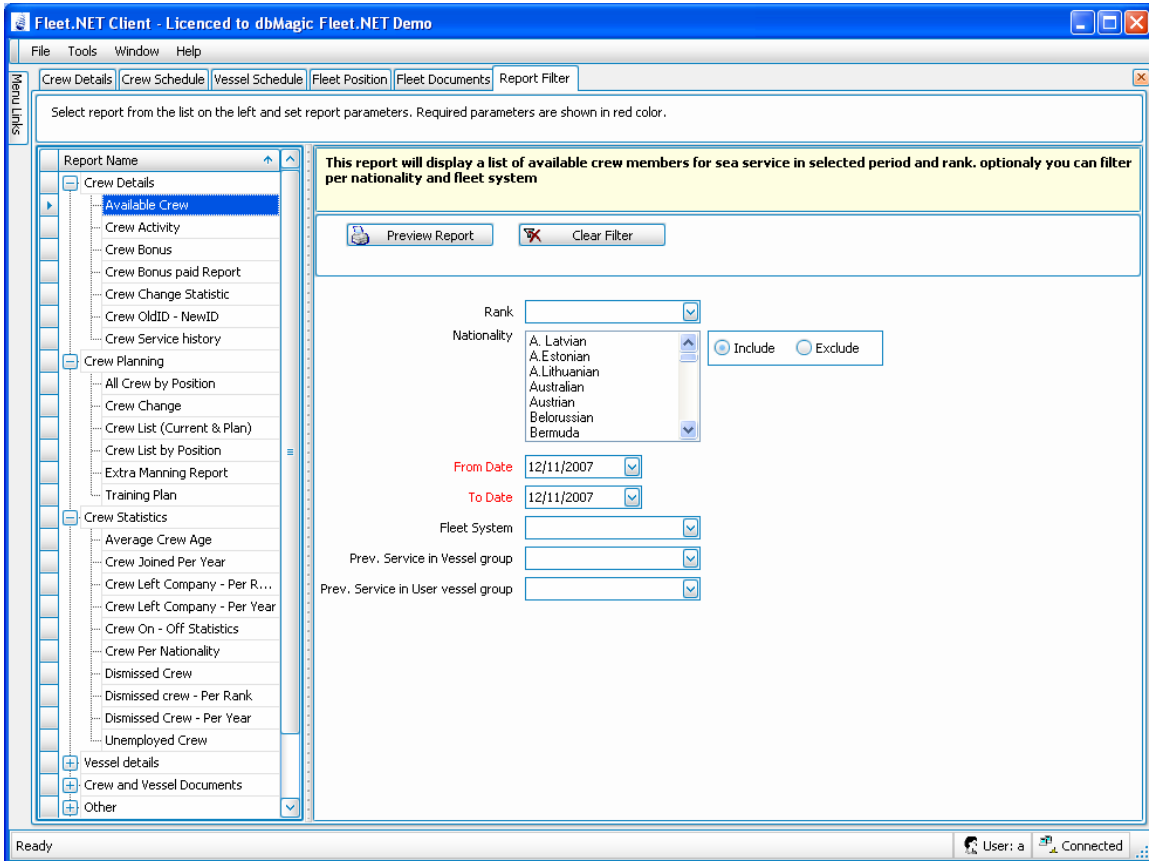 Fleet.NET Client - Licenced to dbMagic Fleet.NET Demo
File Tools Window Help
Menu Links
Crew Details Crew Schedule Vessel Schedule Fleet Position Fleet Documents Report Filter
Select report from the list on the left and set report parameters. Required parameters are shown in red color.
Report Name
Crew Details
Available Crew
Crew Activity
Crew Bonus
Crew Bonus paid Report
Crew Change Statistic
Crew OldID - NewID
Crew Service history
Crew Planning
All Crew by Position
Crew Change
Crew List (Current & Plan)
Crew List by Position
Extra Manning Report
Training Plan
Crew Statistics
Average Crew Age
Crew Joined Per Year
Crew Left Company - Per R...
Crew Left Company - Per Year
Crew On - Off Statistics
Crew Per Nationality
Dismissed Crew
Dismissed crew - Per Rank
Dismissed Crew - Per Year
Unemployed Crew
Vessel details
Crew and Vessel Documents
Other
This report will display a list of available crew members for sea service in selected period and rank. optionaly you can filter
per nationality and fleet system
Preview Report Clear Filter
Rank
Nationality
A. Latvian
A.Estonian
A.Lithuanian
Australian
Austrian
Belorussian
Bermuda
Include Exclude
From Date 12/11/2007
To Date 12/11/2007
Fleet System
Prev. Service in Vessel group
Prev. Service in User vessel group
Ready User: a Connected